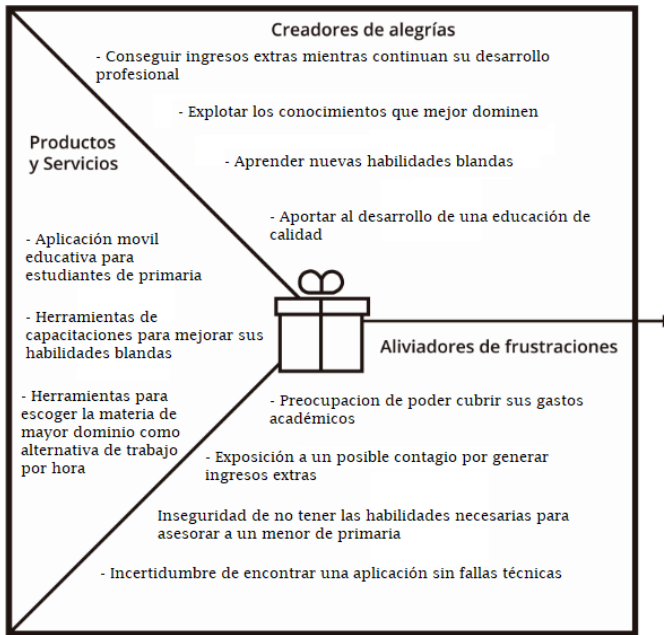 Creadores de alegrías
- Conseguir ingresos extras mientras continuan su desarrollo
profesional
- Explotar los conocimientos que mejor dominen
- Aprender nuevas habilidades blandas
- Aportar al desarrollo de una educación de
calidad
Productos
y Servicios
- Aplicación movil
educativa para
estudiantes de primaria
- Herramientas de
capacitaciones para mejorar sus
habilidades blandas
- Herramientas para
escoger la materia de
mayor dominio como
alternativa de trabajo
por hora
Aliviadores de frustraciones
- Preocupacion de poder cubrir sus gastos
académicos
- Exposición a un posible contagio por generar
ingresos extras
Inseguridad de no tener las habilidades necesarias para
asesorar a un menor de primaria
- Incertidumbre de encontrar una aplicación sin fallas técnicas